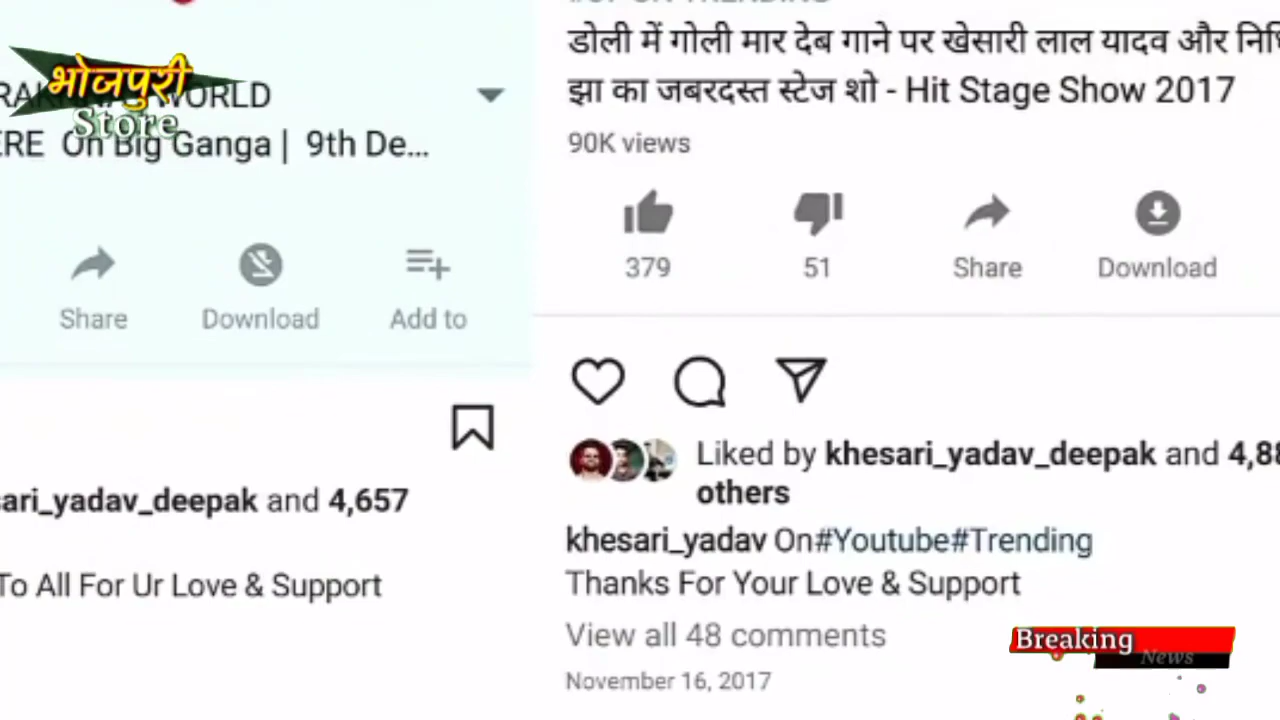 भोजपुरी
Store
WORLD
ERE On Big Ganga | 9th De...
Share
Download
Add to
sari_yadav_deepak and 4,657
To All For Ur Love & Support
डोली में गोली मार देब गाने पर खेसारी लाल यादव और
झा का जबरदस्त स्टेज शो - Hit Stage Show 2017
90K views
379
51
Share
Download
Liked by khesari_yadav_deepak and 4,88
others
khesari_yadav On#Youtube#Trending
Thanks For Your Love & Support
View all 48 comments
November 16, 2017
Breaking
News